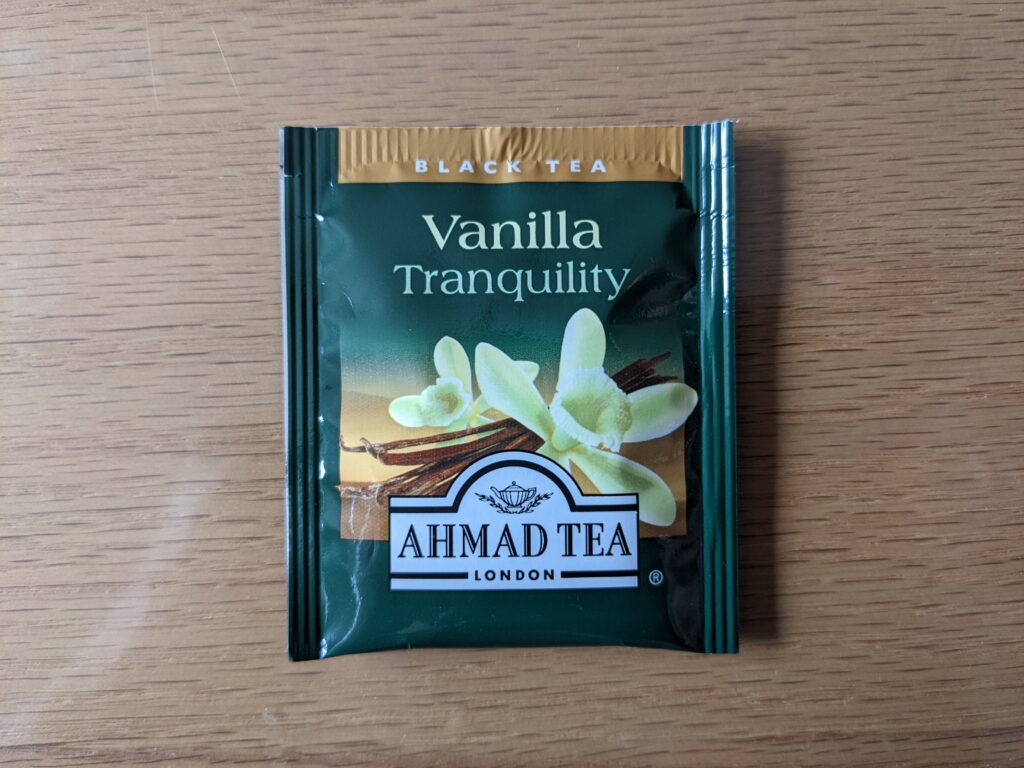 BLACK TEA
Vanilla
Tranquility
AHMAD TEA
LONDON
®